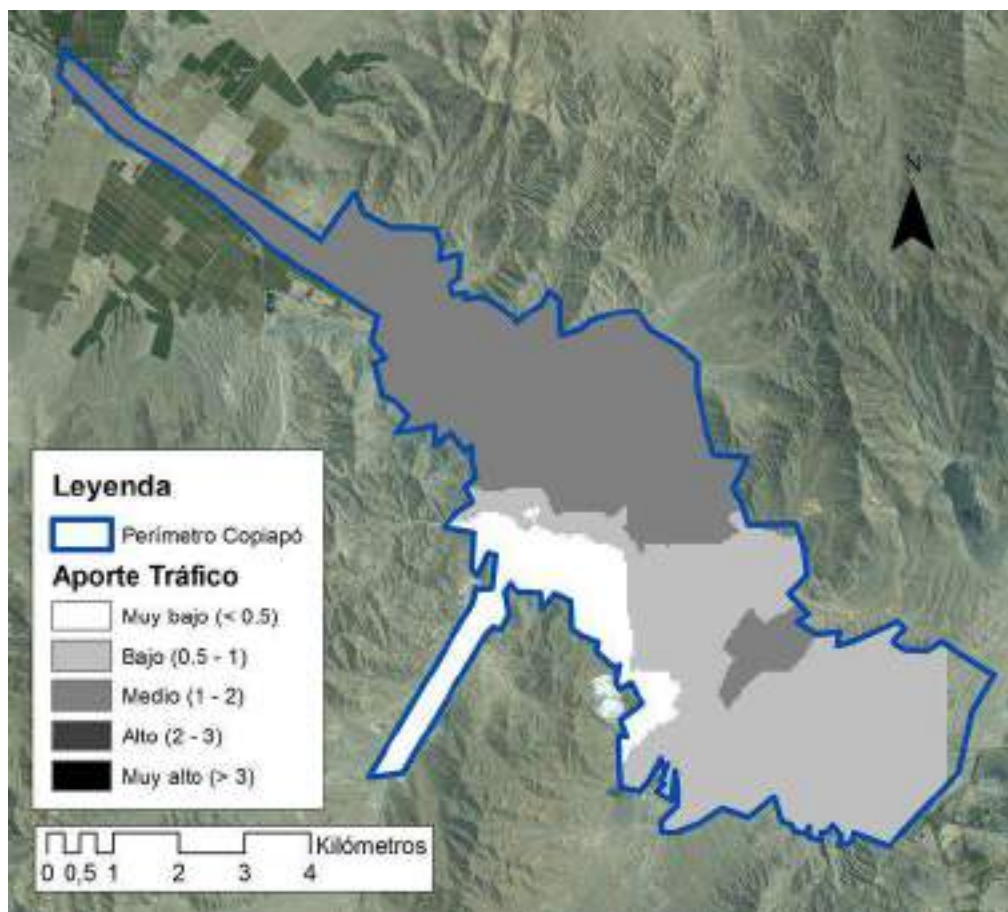 N
Leyenda
Perímetro Copiapó
Aporte Tráfico
Muy bajo (< 0.5)
Bajo (0.5 - 1)
Medio (1 - 2)
Alto (2 - 3)
Muy alto (> 3)
Kilómetros
0 0,5 1 2 3 4